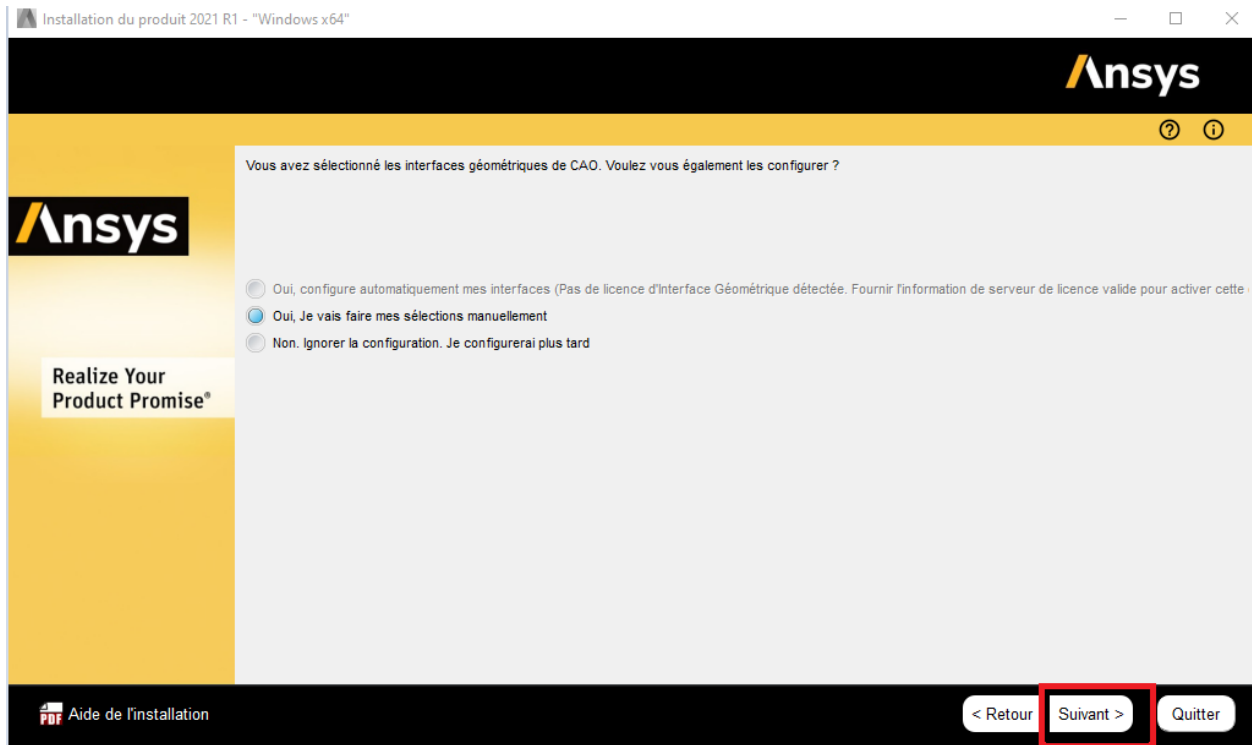 Installation du produit 2021 R1 - "Windows x64"
Ansys
Vous avez sélectionné les interfaces géométriques de CAO. Voulez vous également les configurer ?
Ansys
Oui, configure automatiquement mes interfaces (Pas de licence d'Interface Géométrique détectée. Fournir l'information de serveur de licence valide pour activer cette
Oui, Je vais faire mes sélections manuellement
Non. Ignorer la configuration. Je configurerai plus tard
Realize Your
Product Promise®
PDF Aide de l'installation
< Retour Suivant > Quitter